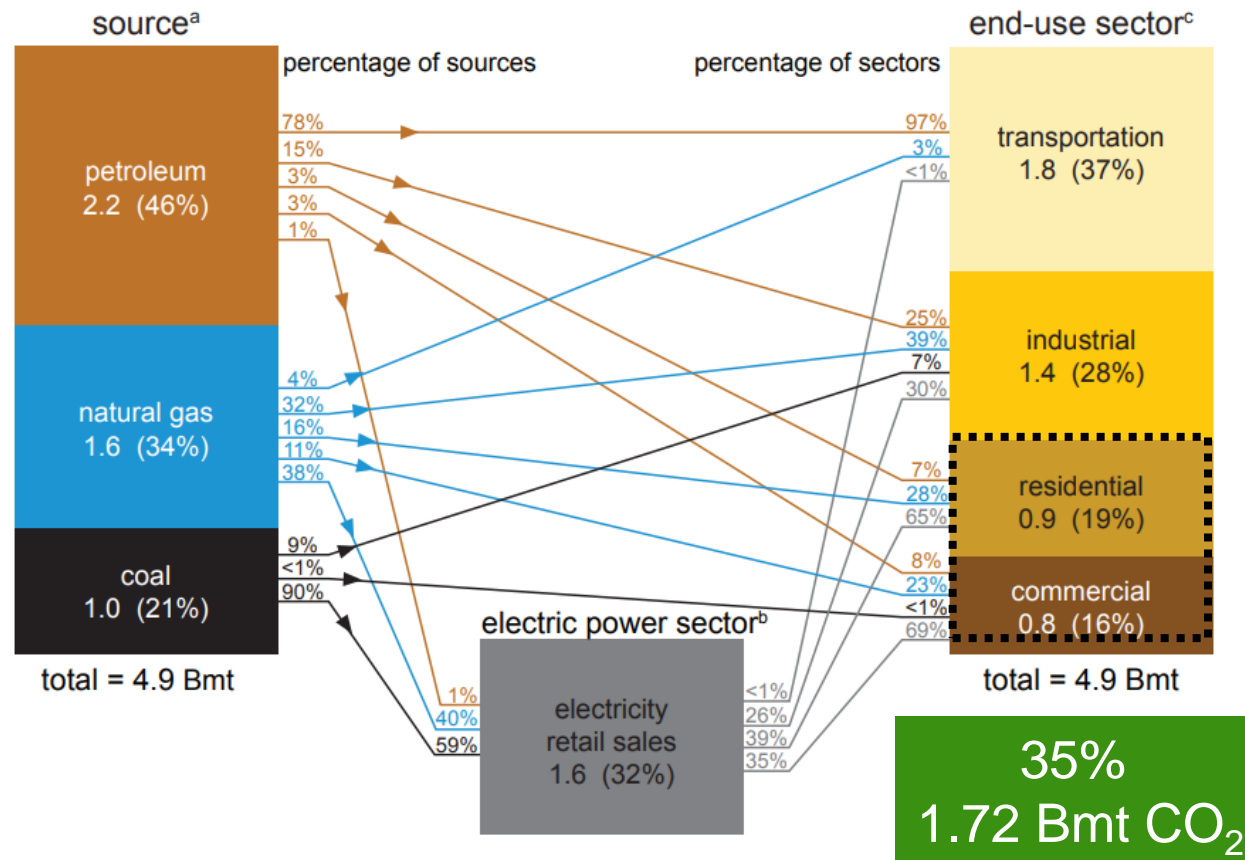 sourceᵃ
percentage of sources
78%
15%
3%
3%
1%
petroleum
2.2 (46%)
4%
32%
16%
11%
38%
natural gas
1.6 (34%)
9%
<1%
90%
coal
1.0 (21%)
total = 4.9 Bmt
electric power sectorᵇ
1%
40%
59%
electricity
retail sales
1.6 (32%)
<1%
26%
39%
35%
end-use sectorᶜ
percentage of sectors
97%
3%
<1%
transportation
1.8 (37%)
25%
39%
7%
30%
industrial
1.4 (28%)
7%
28%
65%
residential
0.9 (19%)
8%
23%
<1%
69%
commercial
0.8 (16%)
total = 4.9 Bmt
35%
1.72 Bmt CO₂